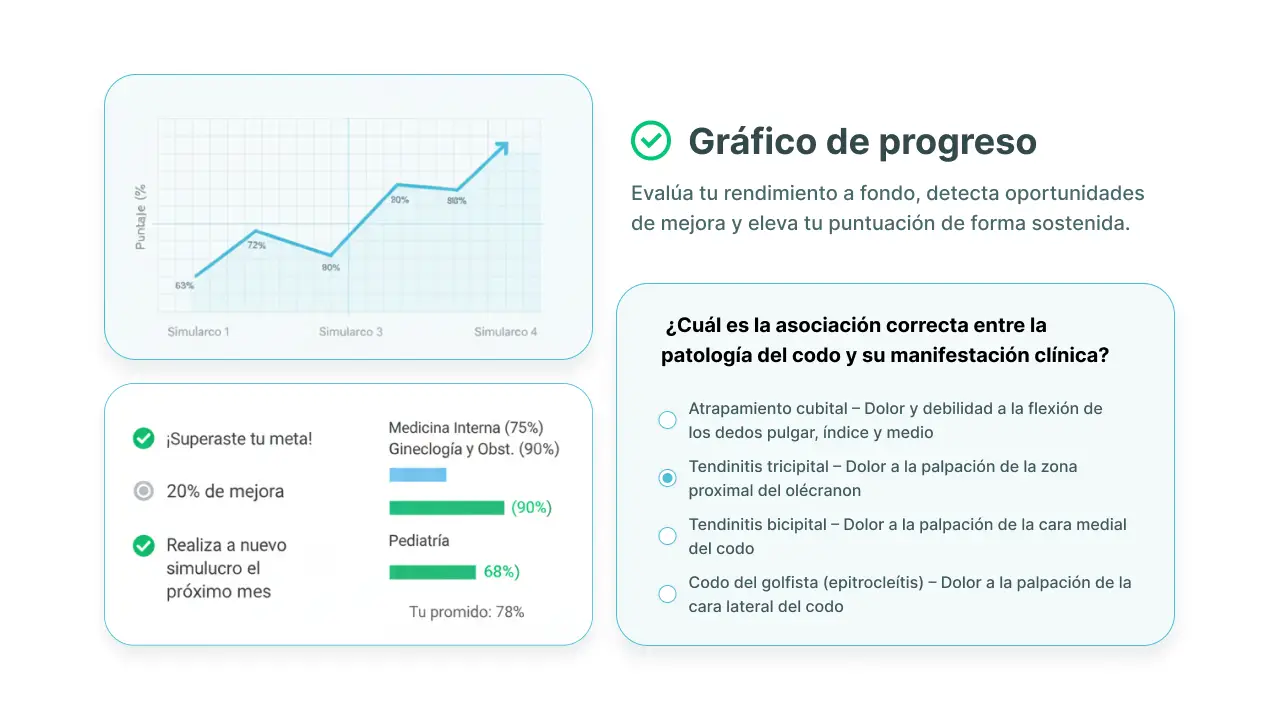 Puntaje (%
63%
72%
80%
20%
88%
Simularco 1
Simularco 3
Simularco 4
Gráfico de progreso
Evalúa tu rendimiento a fondo, detecta oportunidades
de mejora y eleva tu puntuación de forma sostenida.
¡Superaste tu meta!
20% de mejora
Realiza a nuevo
simulucro el
próximo mes
Medicina Interna (75%)
Gineclogía y Obst. (90%)
(90%)
Pediatría
68%)
Tu promido: 78%
¿Cuál es la asociación correcta entre la
patología del codo y su manifestación clínica?
Atrapamiento cubital – Dolor y debilidad a la flexión de
los dedos pulgar, índice y medio
Tendinitis tricipital – Dolor a la palpación de la zona
proximal del olécranon
Tendinitis bicipital – Dolor a la palpación de la cara medial
del codo
Codo del golfista (epitrocleítis) – Dolor a la palpación de la
cara lateral del codo